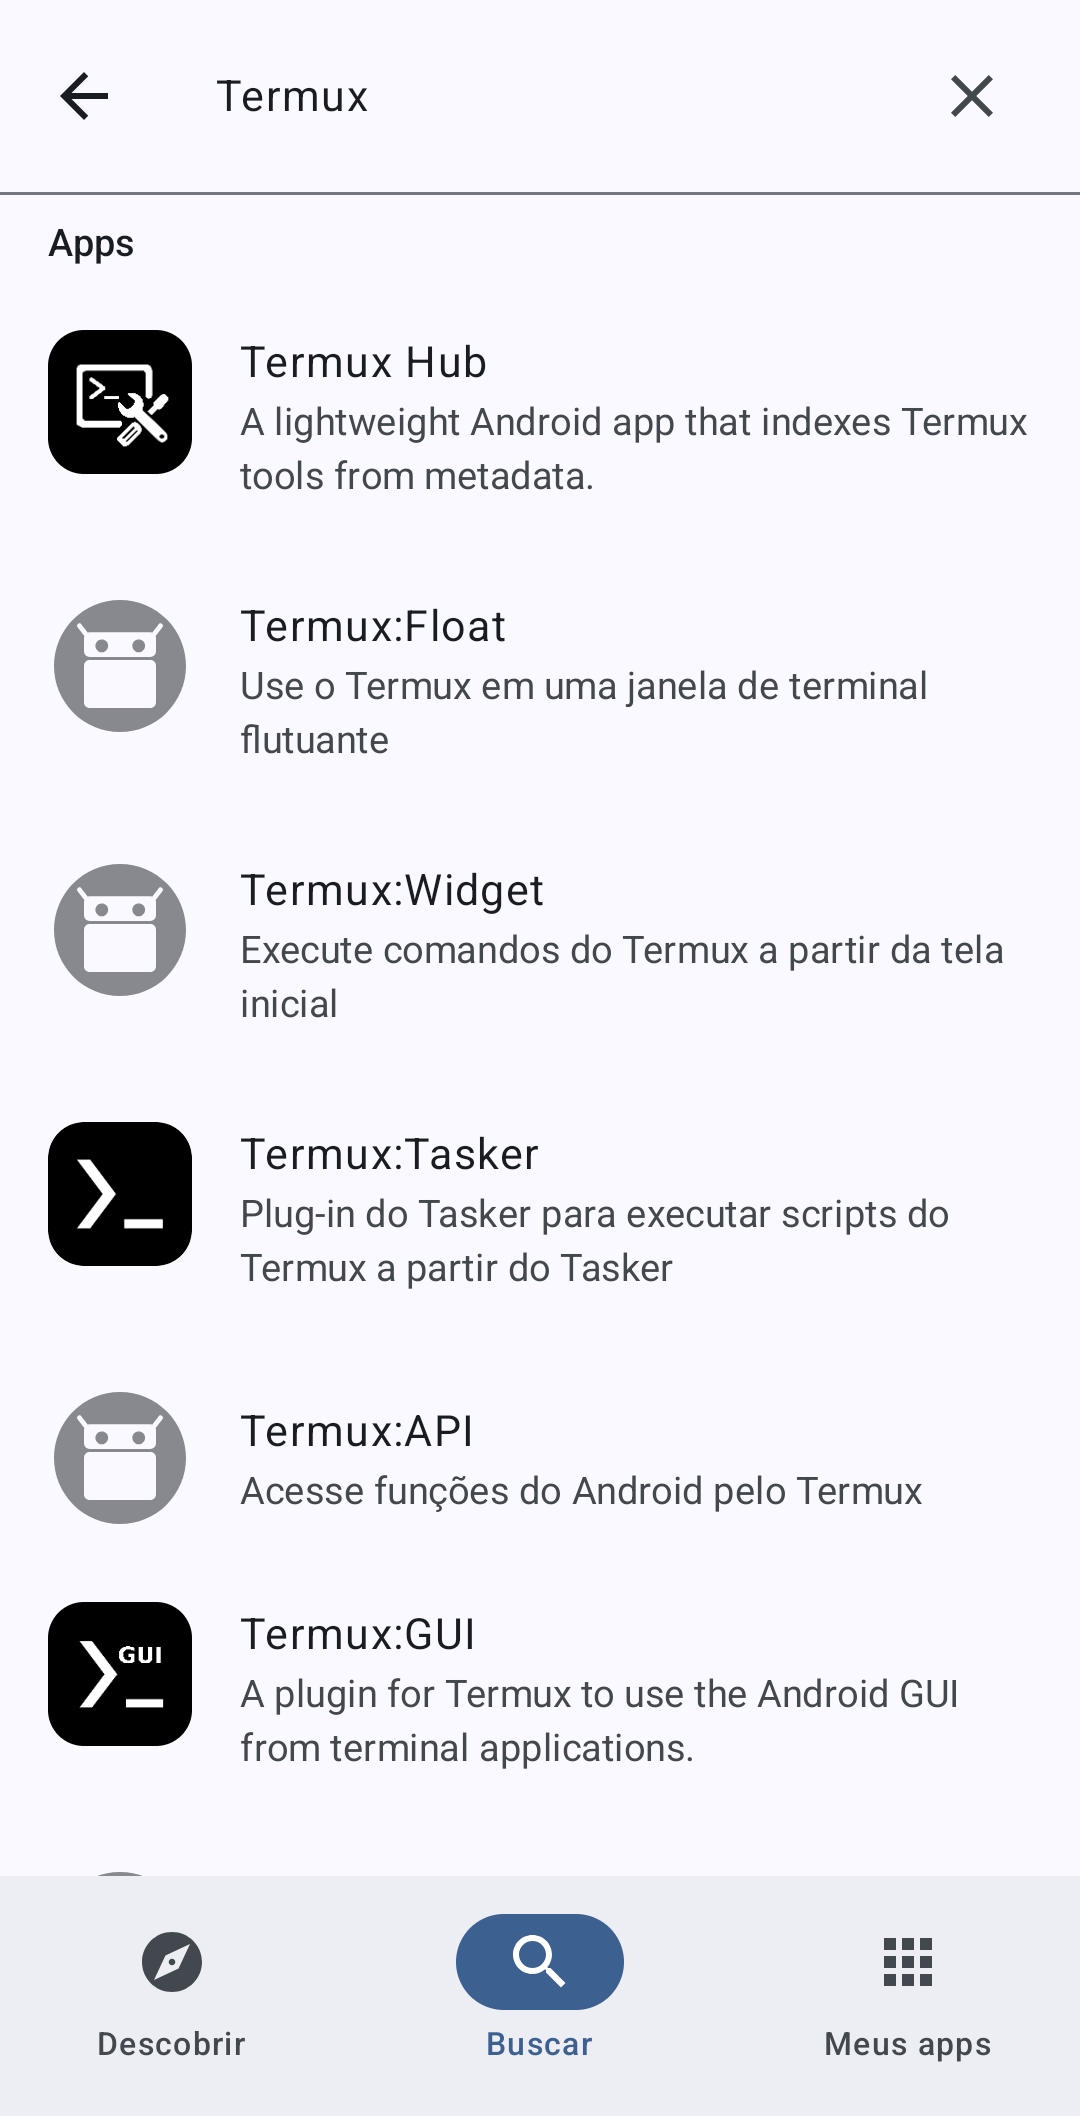 Termux
Apps
Termux Hub
A lightweight Android app that indexes Termux
tools from metadata.
Termux:Float
Use o Termux em uma janela de terminal
flutuante
Termux:Widget
Execute comandos do Termux a partir da tela
inicial
Termux:Tasker
Plug-in do Tasker para executar scripts do
Termux a partir do Tasker
Termux:API
Acesse funções do Android pelo Termux
GUI
Termux:GUI
A plugin for Termux to use the Android GUI
from terminal applications.
Descobrir
Buscar
Meus apps